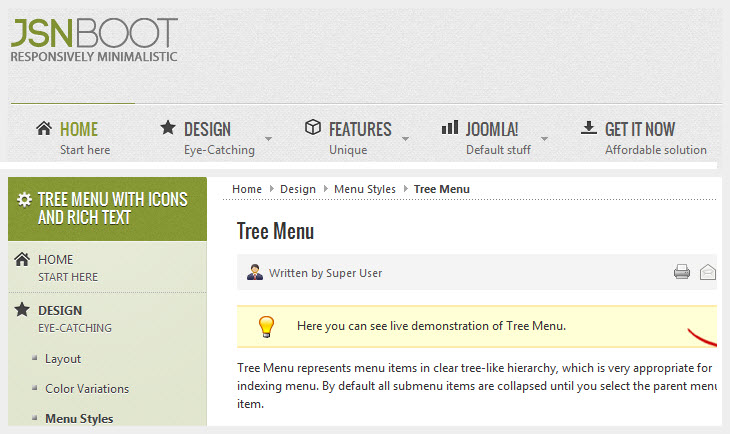 JSNBOOT
RESPONSIVELY MINIMALISTIC
HOME
Start here
DESIGN
Eye-Catching
FEATURES
Unique
JOOMLA!
Default stuff
GET IT NOW
Affordable solution
TREE MENU WITH ICONS
AND RICH TEXT
HOME
START HERE
DESIGN
EYE-CATCHING
Layout
Color Variations
Menu Styles
Home Design Menu Styles Tree Menu
Tree Menu
Written by Super User
Here you can see live demonstration of Tree Menu.
Tree Menu represents menu items in clear tree-like hierarchy, which is very appropriate for
indexing menu. By default all submenu items are collapsed until you select the parent menu
item.